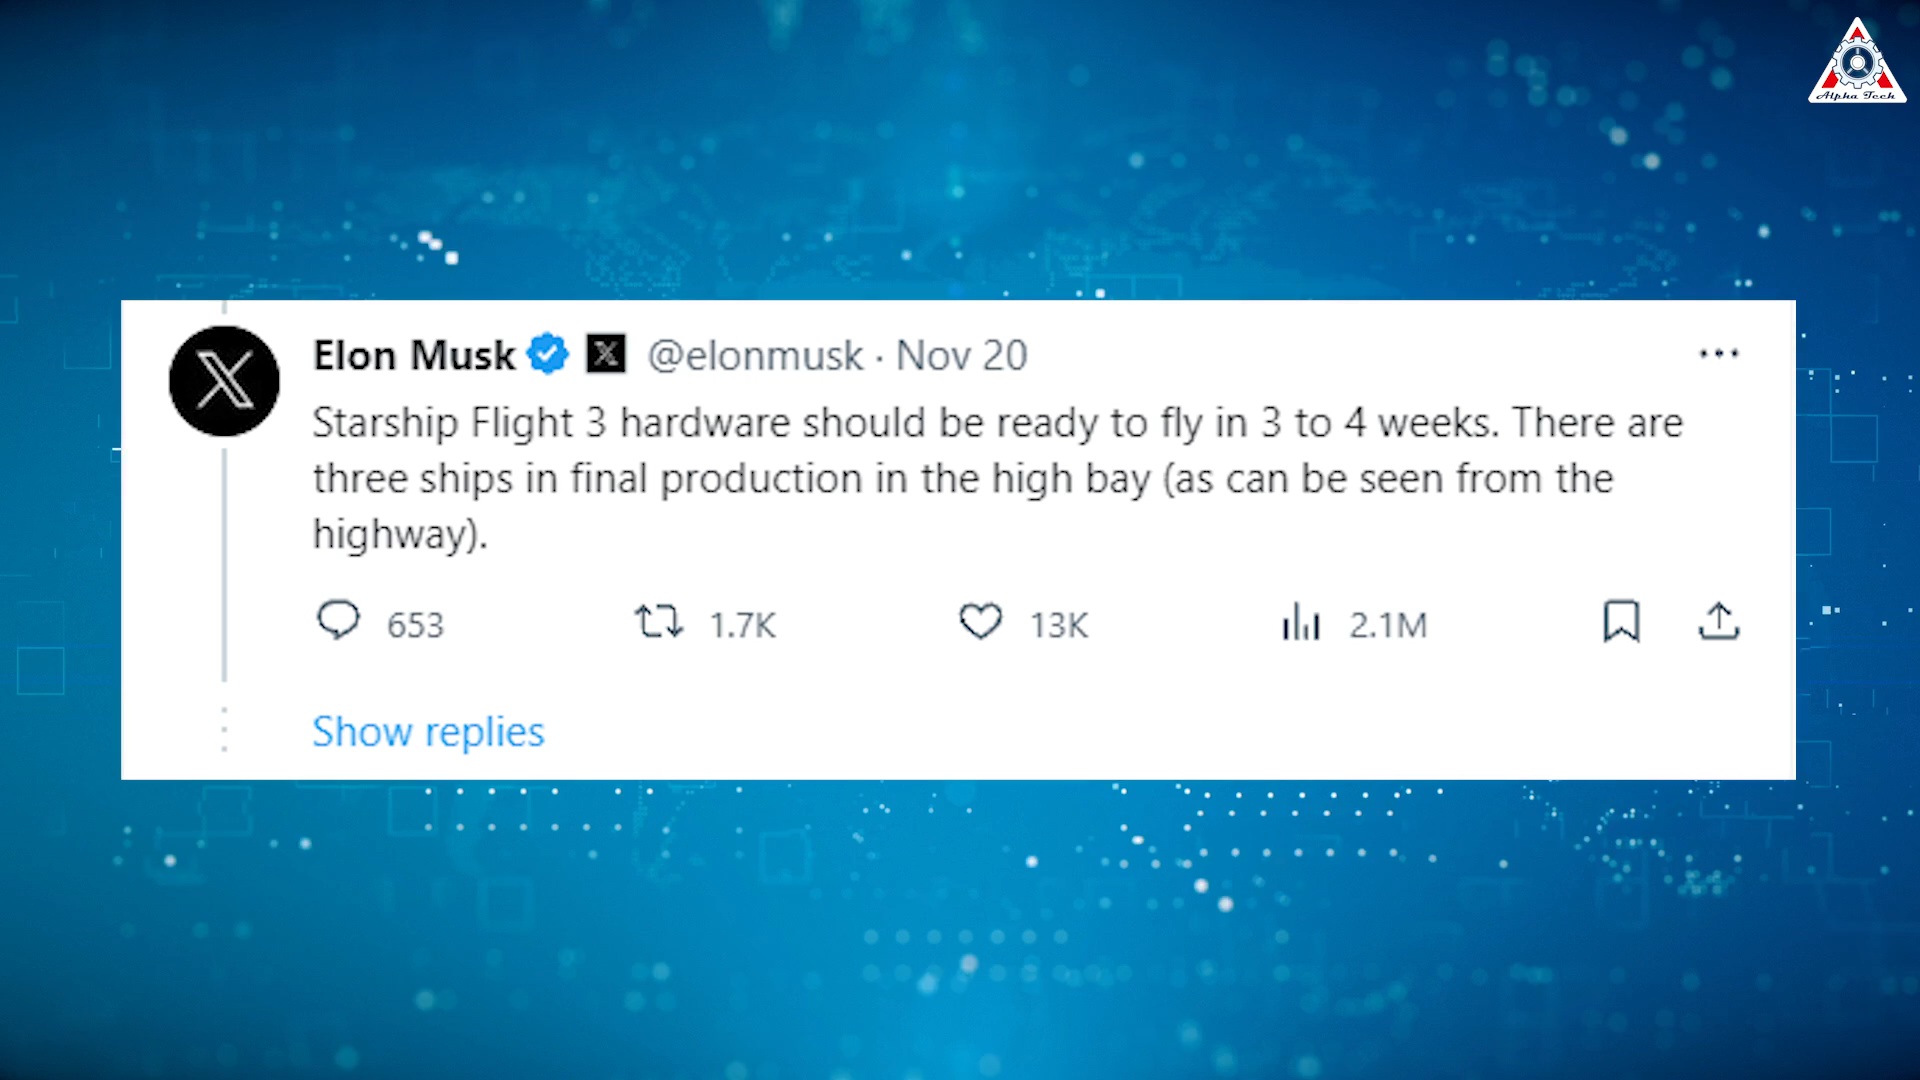 Alpha Tech
Elon Musk @elonmusk · Nov 20
Starship Flight 3 hardware should be ready to fly in 3 to 4 weeks. There are
three ships in final production in the high bay (as can be seen from the
highway).
653 1.7K 13K 2.1M
Show replies